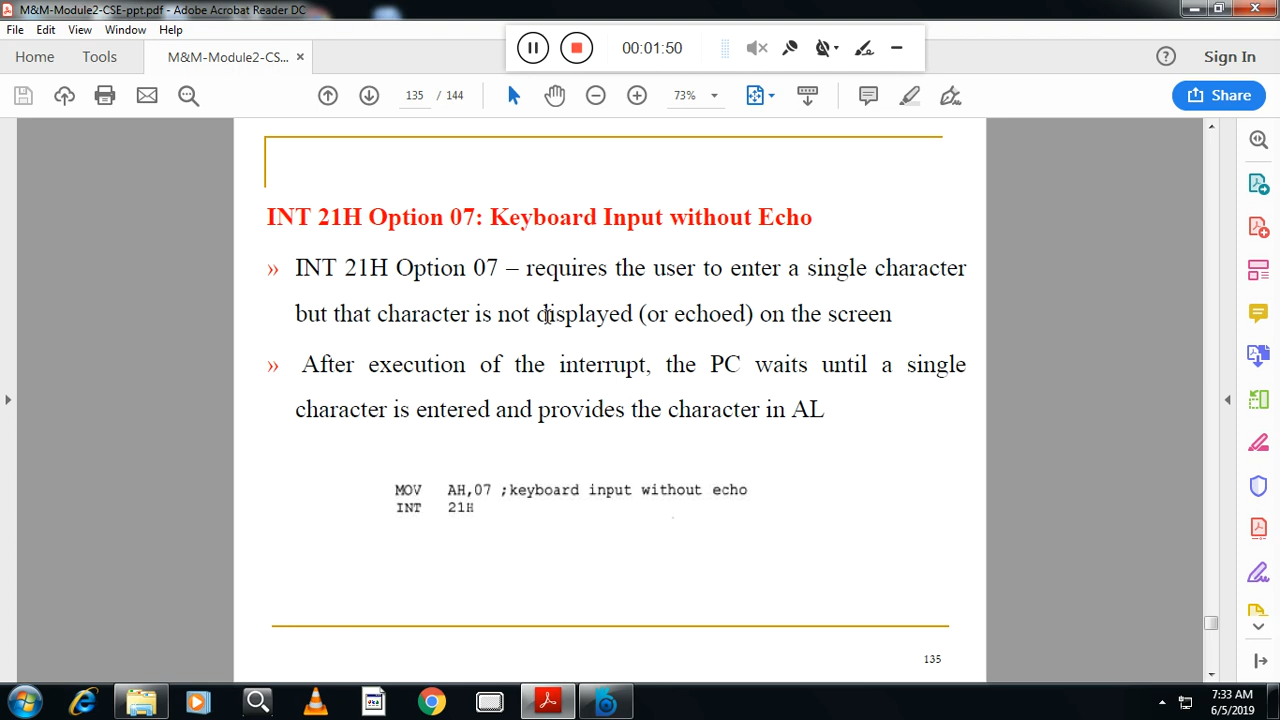 M&M-Module2-CSE-ppt.pdf - Adobe Acrobat Reader DC
File Edit View Window Help
Home Tools M&M-Module2-CS... × 00:01:50 Sign In
135 / 144 73% Share
INT 21H Option 07: Keyboard Input without Echo
» INT 21H Option 07 – requires the user to enter a single character
but that character is not displayed (or echoed) on the screen
» After execution of the interrupt, the PC waits until a single
character is entered and provides the character in AL
MOV AH,07 ;keyboard input without echo
INT 21H
135
7:33 AM
6/5/2019